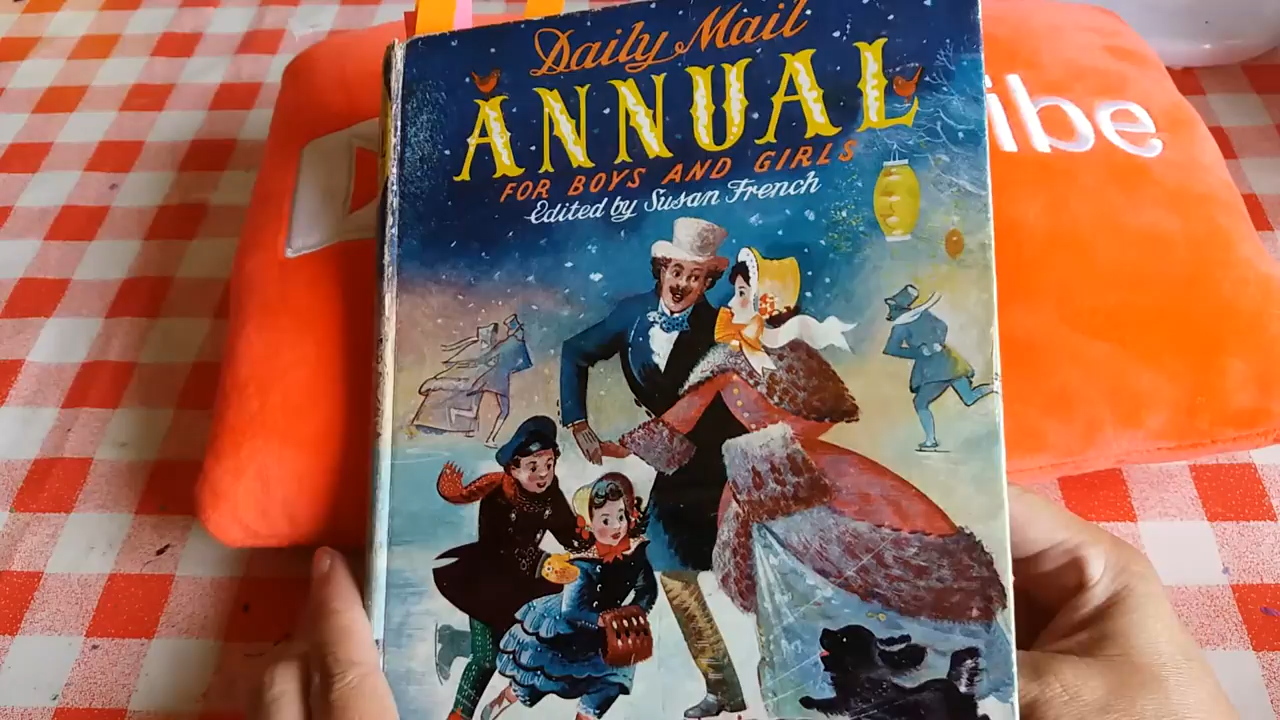 Daily Mail
ANNUAL
FOR BOYS AND GIRLS
Edited by Susan French
ibe